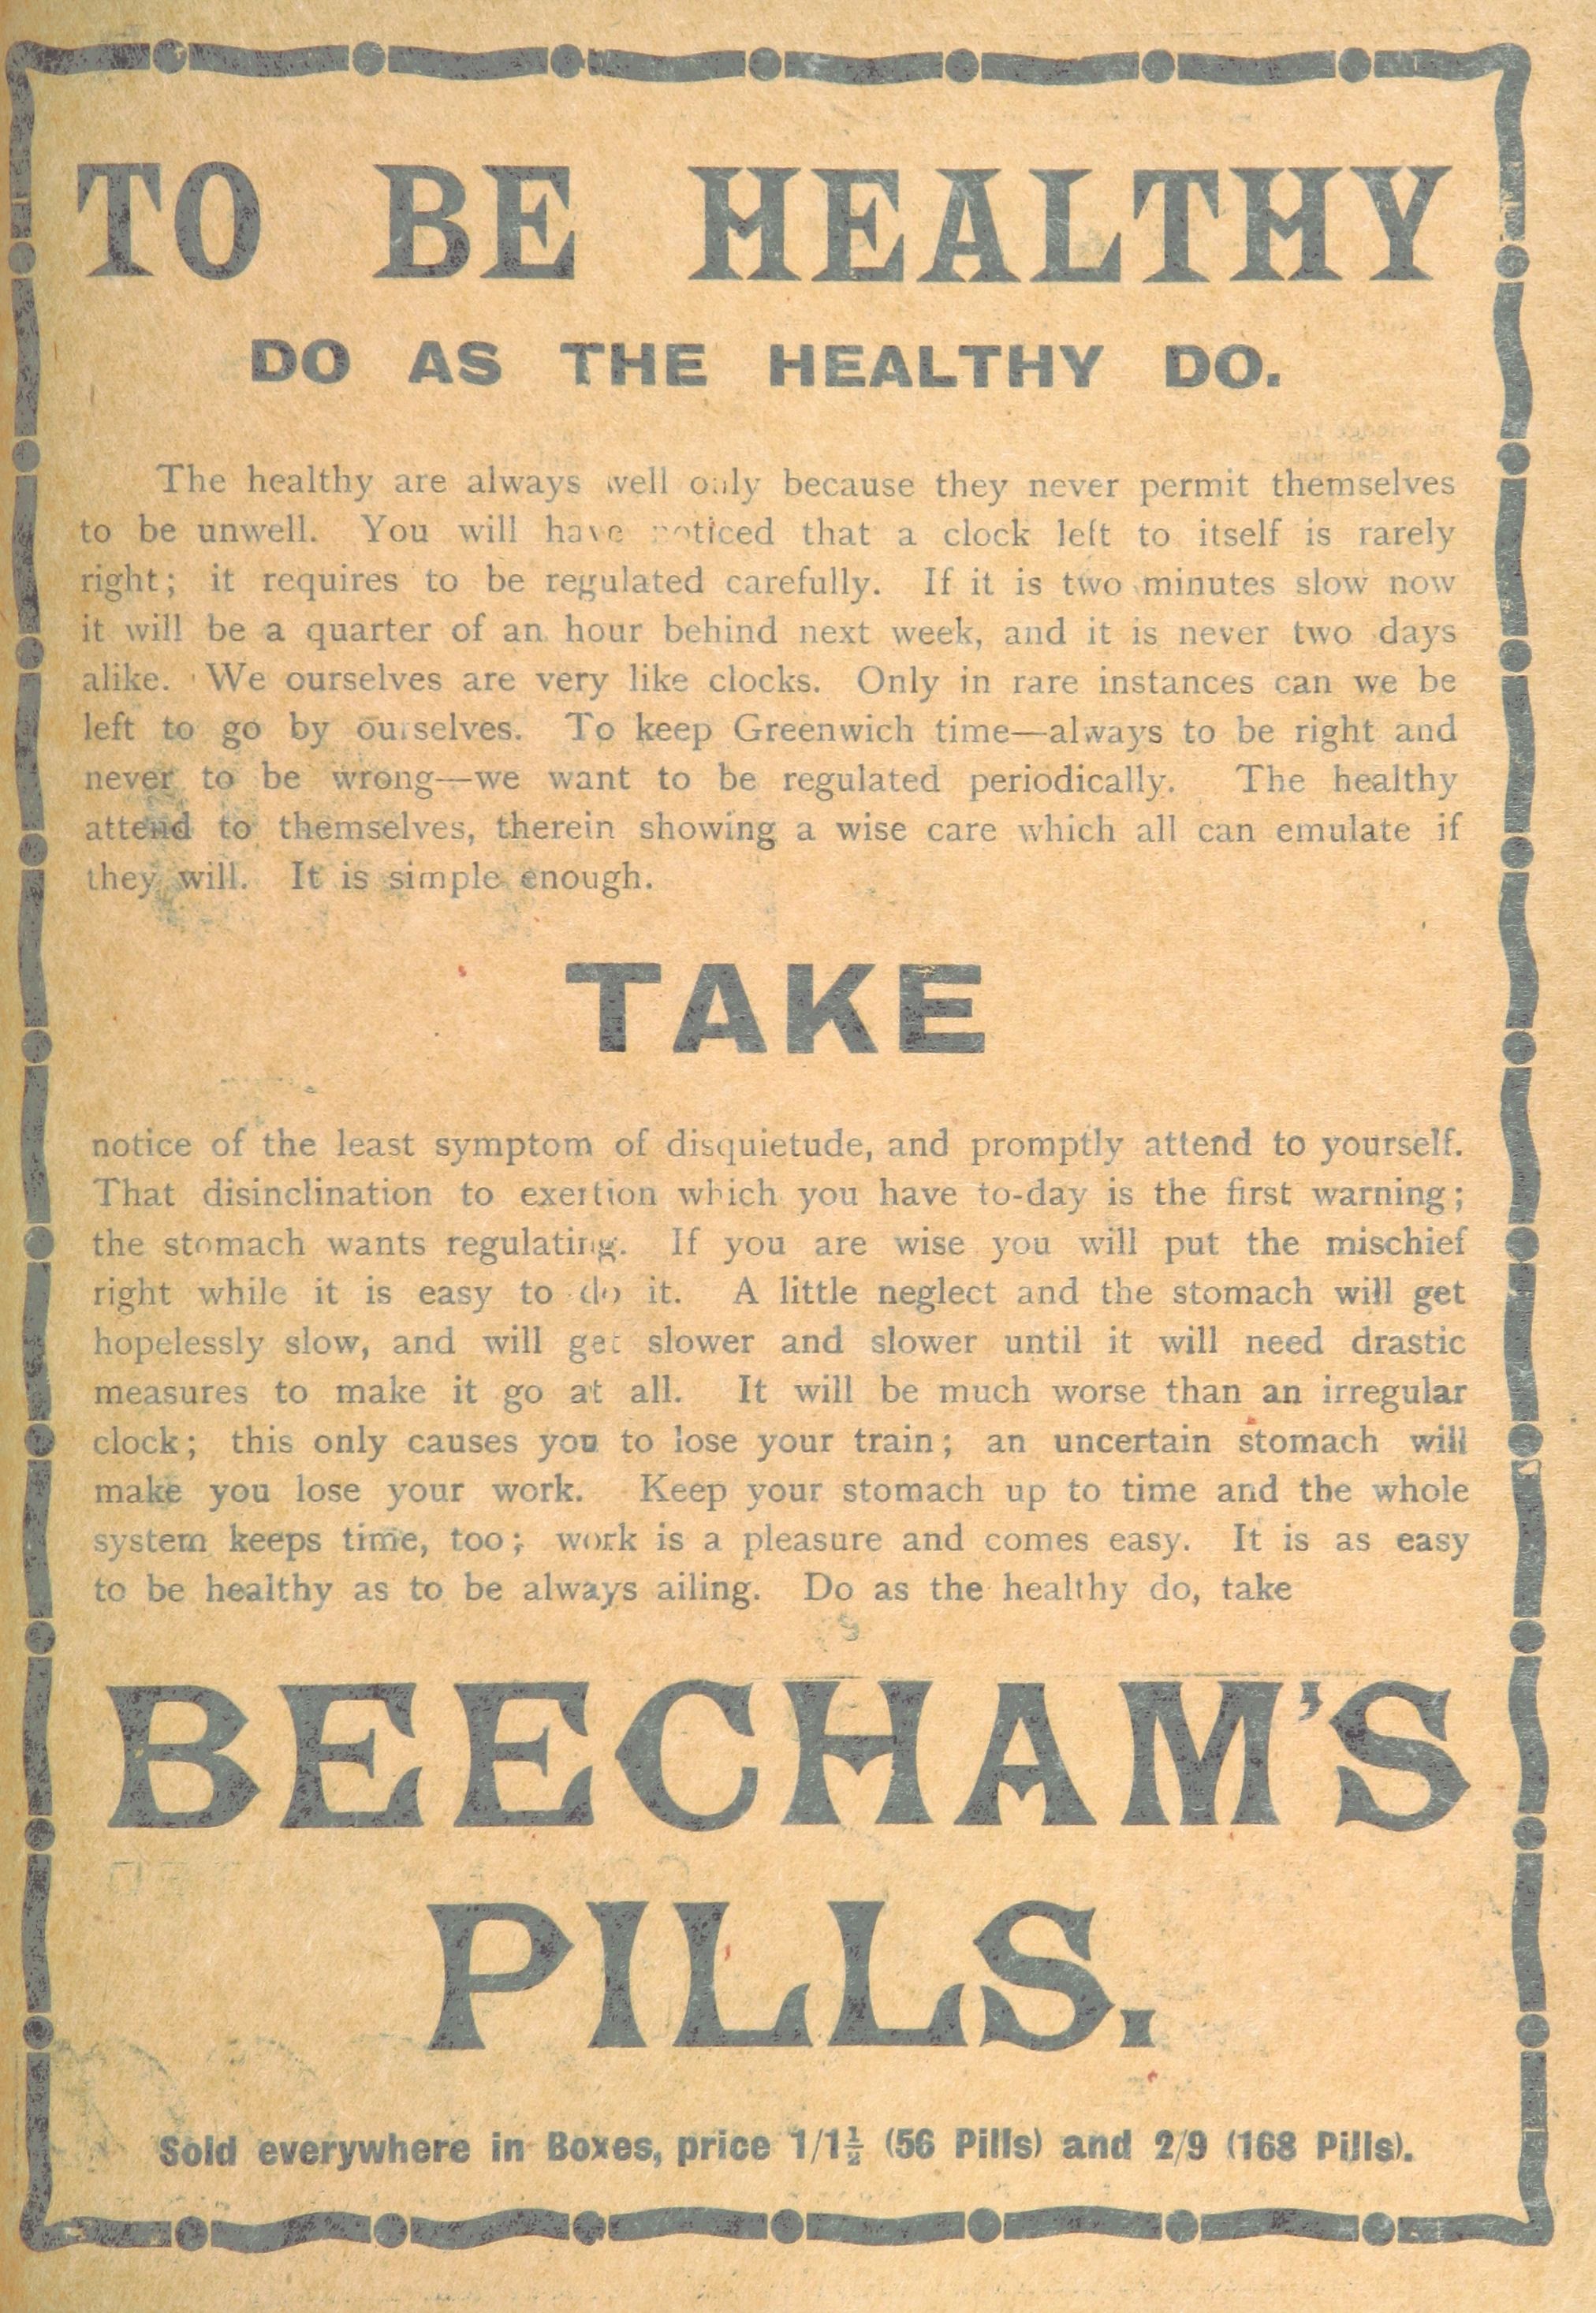 TO BE HEALTHY
DO AS THE HEALTHY DO.
The healthy are always well only because they never permit themselves
to be unwell. You will have noticed that a clock left to itself is rarely
right; it requires to be regulated carefully. If it is two minutes slow now
it will be a quarter of an hour behind next week, and it is never two days
alike. We ourselves are very like clocks. Only in rare instances can we be
left to go by ourselves. To keep Greenwich time—always to be right and
never to be wrong—we want to be regulated periodically. The healthy
attend to themselves, therein showing a wise care which all can emulate if
they will. It is simple enough.
TAKE
notice of the least symptom of disquietude, and promptly attend to yourself.
That disinclination to exertion which you have to-day is the first warning;
the stomach wants regulating. If you are wise you will put the mischief
right while it is easy to do it. A little neglect and the stomach will get
hopelessly slow, and will get slower and slower until it will need drastic
measures to make it go at all. It will be much worse than an irregular
clock; this only causes you to lose your train; an uncertain stomach will
make you lose your work. Keep your stomach up to time and the whole
system keeps time, too; work is a pleasure and comes easy. It is as easy
to be healthy as to be always ailing. Do as the healthy do, take
BEECHAM'S
PILLS.
Sold everywhere in Boxes, price 1/1½ (56 Pills) and 2/9 (168 Pills).